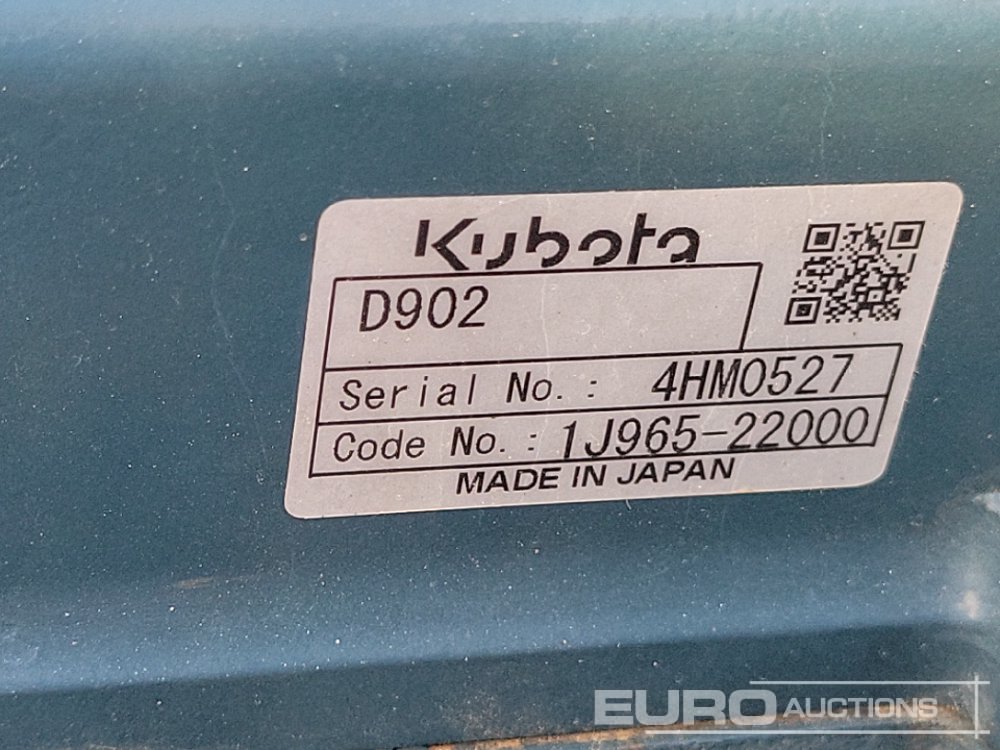 Kubota
D902
Serial No.: 4HM0527
Code No.: 1J965-22000
MADE IN JAPAN
EURO AUCTIONS